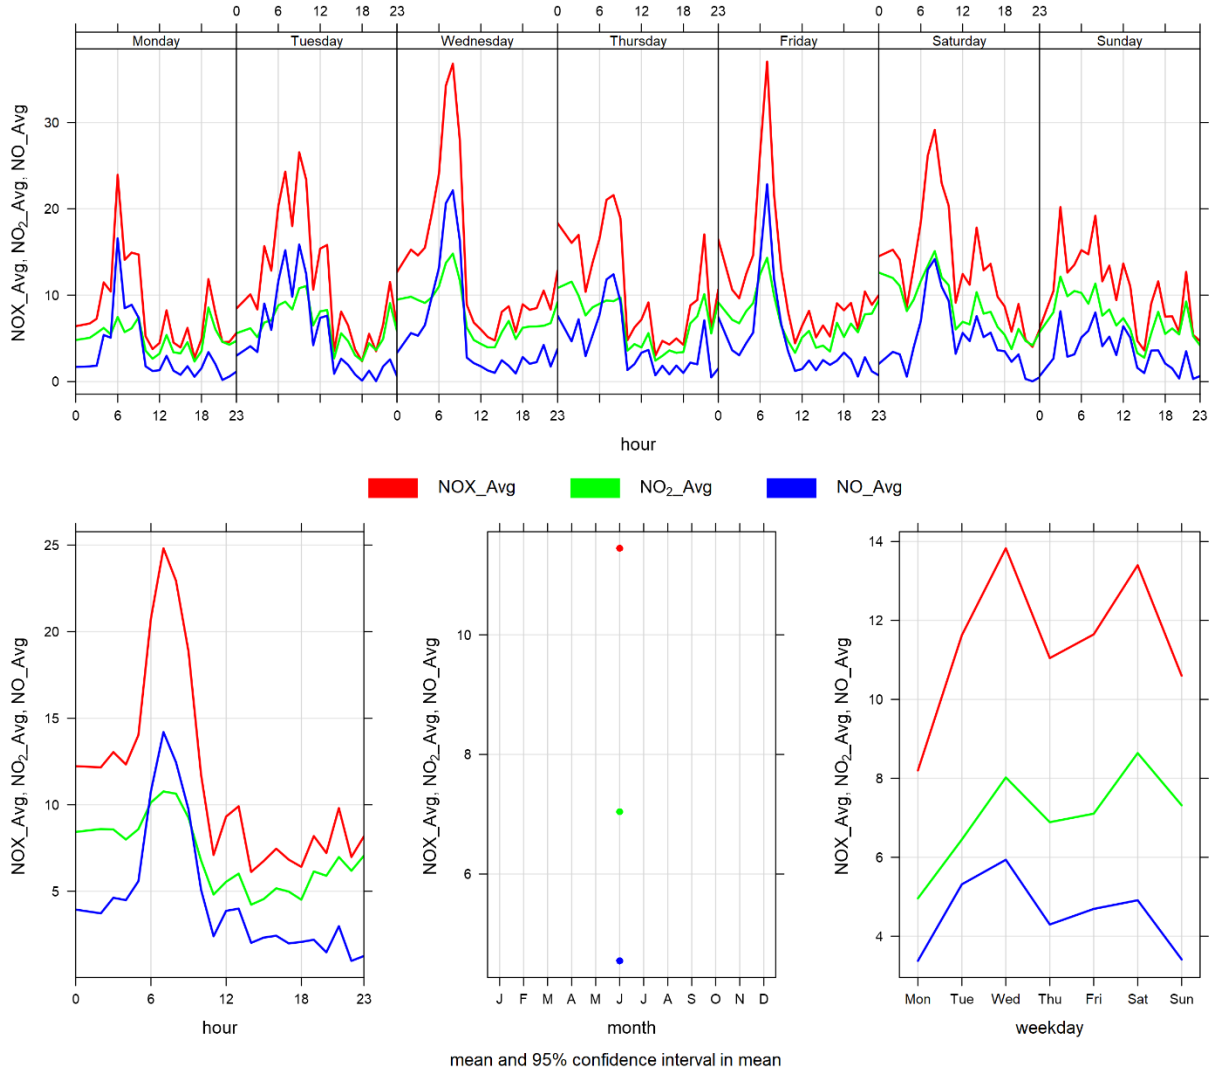 0 6 12 18 23 0 6 12 18 23 0 6 12 18 23
Monday Tuesday Wednesday Thursday Friday Saturday Sunday
NOX_Avg, NO₂_Avg, NO_Avg
30
20
10
0
0 6 12 18 23 0 6 12 18 23 0 6 12 18 23 0 6 12 18 23
hour
NOX_Avg NO₂_Avg NO_Avg
NOX_Avg, NO₂_Avg, NO_Avg
25
20
15
10
5
0 6 12 18 23
hour
NOX_Avg, NO₂_Avg, NO_Avg
10
8
6
J F M A M J J A S O N D
month
NOX_Avg, NO₂_Avg, NO_Avg
14
12
10
8
6
4
Mon Tue Wed Thu Fri Sat Sun
weekday
mean and 95% confidence interval in mean